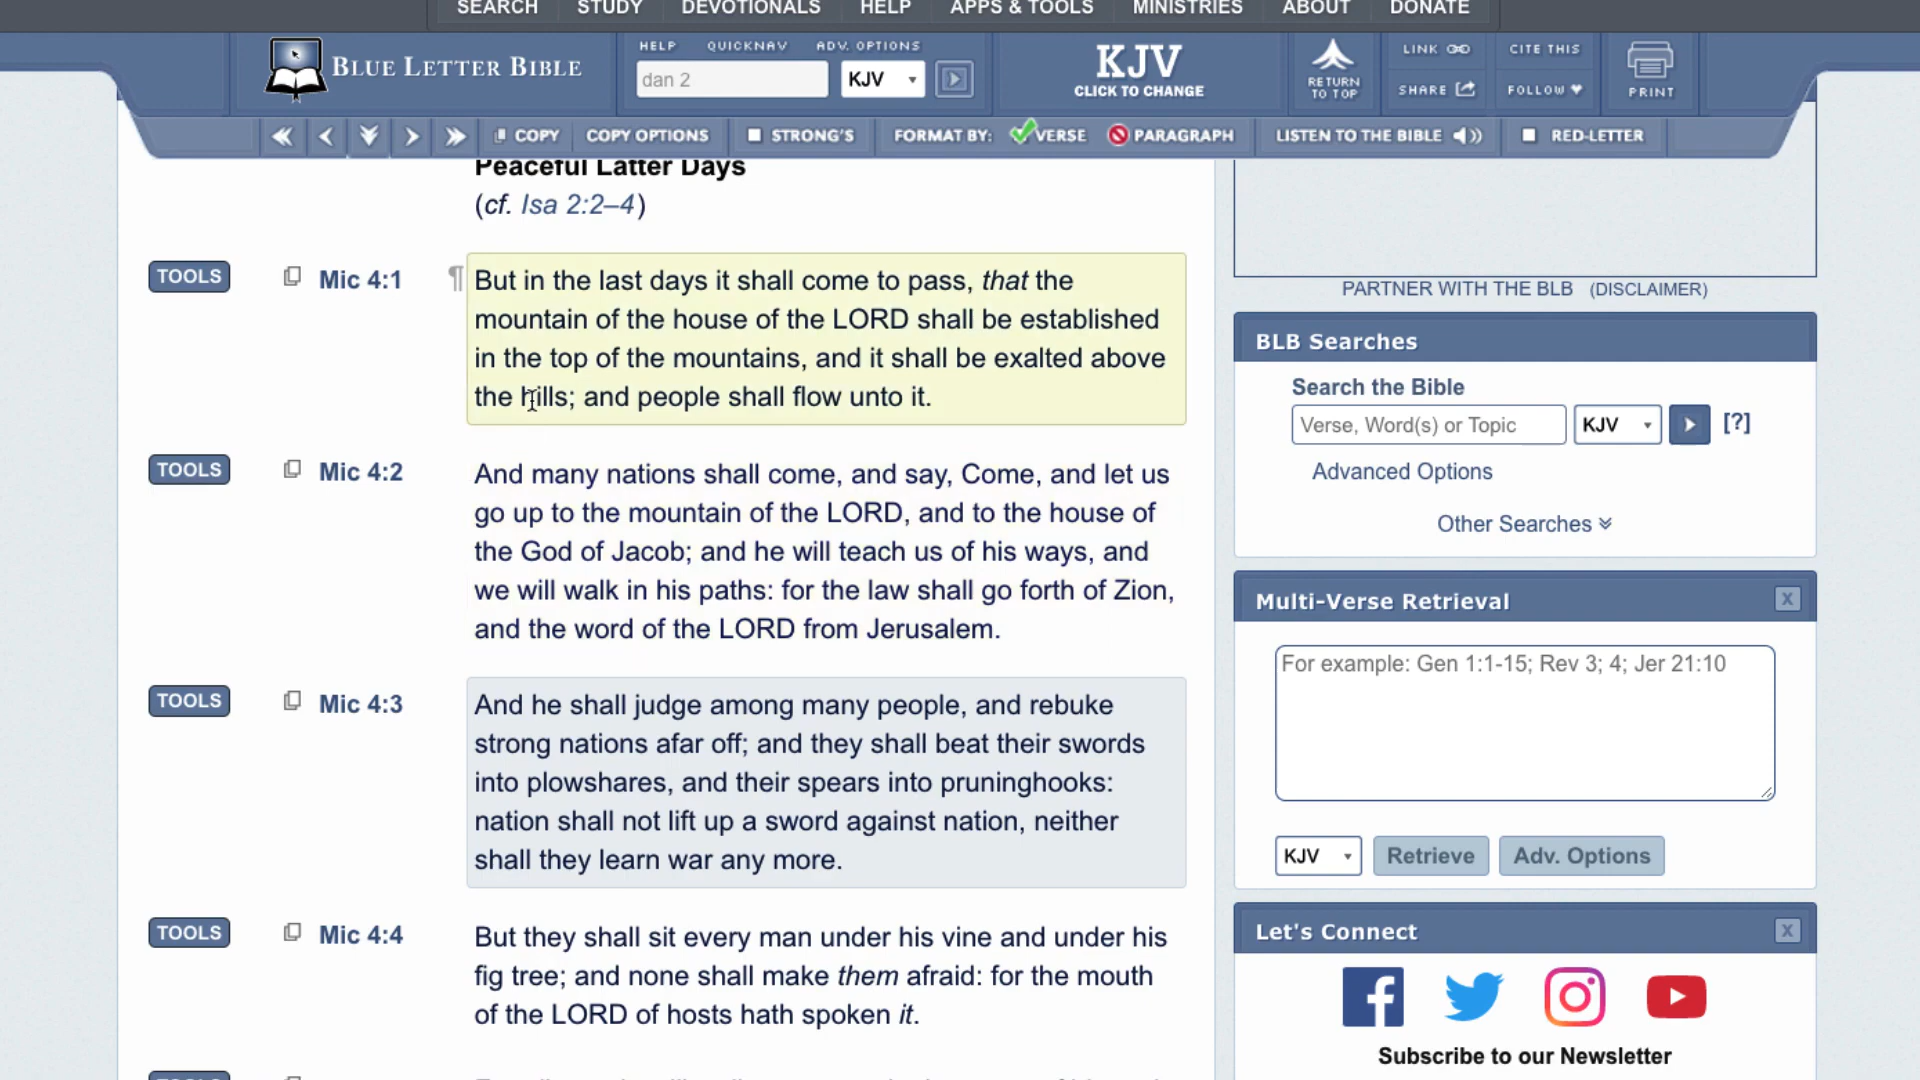 SEARCH STUDY DEVOTIONALS HELP APPS & TOOLS MINISTRIES ABOUT DONATE
BLUE LETTER BIBLE
HELP QUICKNAV ADV. OPTIONS
dan 2 KJV
KJV
CLICK TO CHANGE
RETURN
TO TOP
LINK
SHARE
CITE THIS
FOLLOW
PRINT
COPY COPY OPTIONS STRONG'S FORMAT BY: VERSE PARAGRAPH LISTEN TO THE BIBLE RED-LETTER
Peaceful Latter Days
(cf. Isa 2:2–4)
TOOLS Mic 4:1 ¶ But in the last days it shall come to pass, that the
mountain of the house of the LORD shall be established
in the top of the mountains, and it shall be exalted above
the hills; and people shall flow unto it.
TOOLS Mic 4:2 And many nations shall come, and say, Come, and let us
go up to the mountain of the LORD, and to the house of
the God of Jacob; and he will teach us of his ways, and
we will walk in his paths: for the law shall go forth of Zion,
and the word of the LORD from Jerusalem.
TOOLS Mic 4:3 And he shall judge among many people, and rebuke
strong nations afar off; and they shall beat their swords
into plowshares, and their spears into pruninghooks:
nation shall not lift up a sword against nation, neither
shall they learn war any more.
TOOLS Mic 4:4 But they shall sit every man under his vine and under his
fig tree; and none shall make them afraid: for the mouth
of the LORD of hosts hath spoken it.
PARTNER WITH THE BLB (DISCLAIMER)
BLB Searches
Search the Bible
Verse, Word(s) or Topic KJV [?]
Advanced Options
Other Searches
Multi-Verse Retrieval X
For example: Gen 1:1-15; Rev 3; 4; Jer 21:10
KJV Retrieve Adv. Options
Let's Connect X
Subscribe to our Newsletter